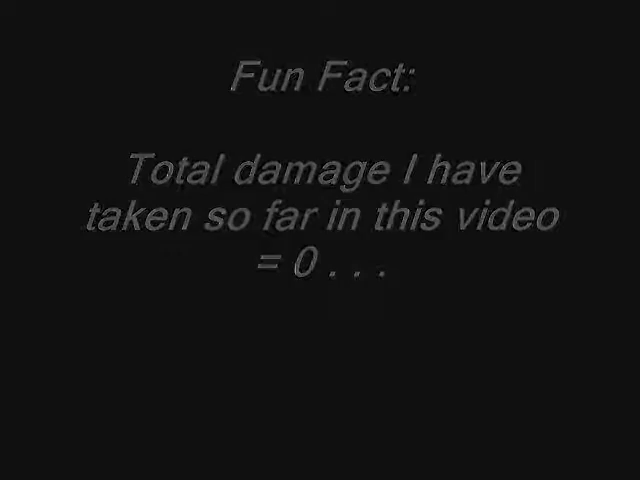 Fun Fact:
Total damage I have
taken so far in this video
= 0 . . .